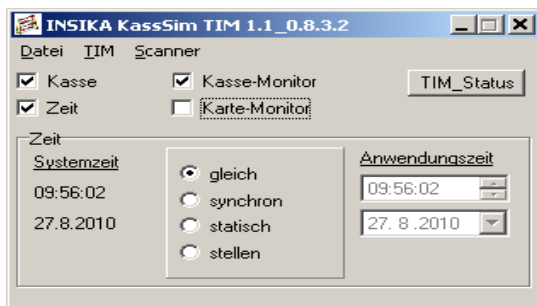 INSIKA KassSim TIM 1.1_0.8.3.2
Datei TIM Scanner
Kasse Kasse-Monitor TIM_Status
Zeit Karte-Monitor
Zeit
Systemzeit Anwendungszeit
gleich
09:56:02 09:56:02
synchron
27.8.2010 statisch 27. 8 .2010
stellen